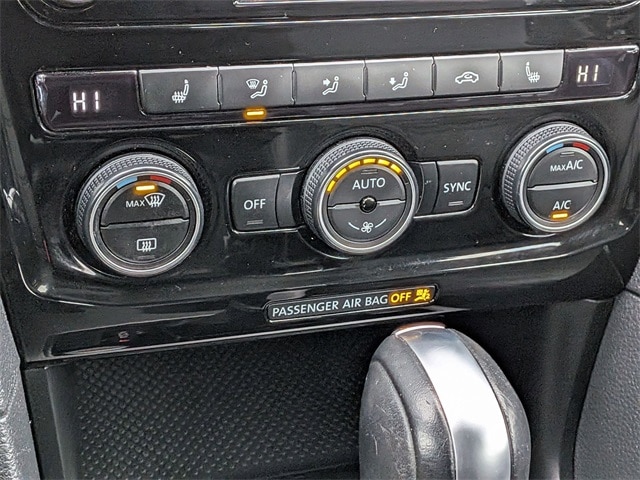 HI
HI
MAX
OFF
AUTO
SYNC
MAX A/C
A/C
PASSENGER AIR BAG OFF